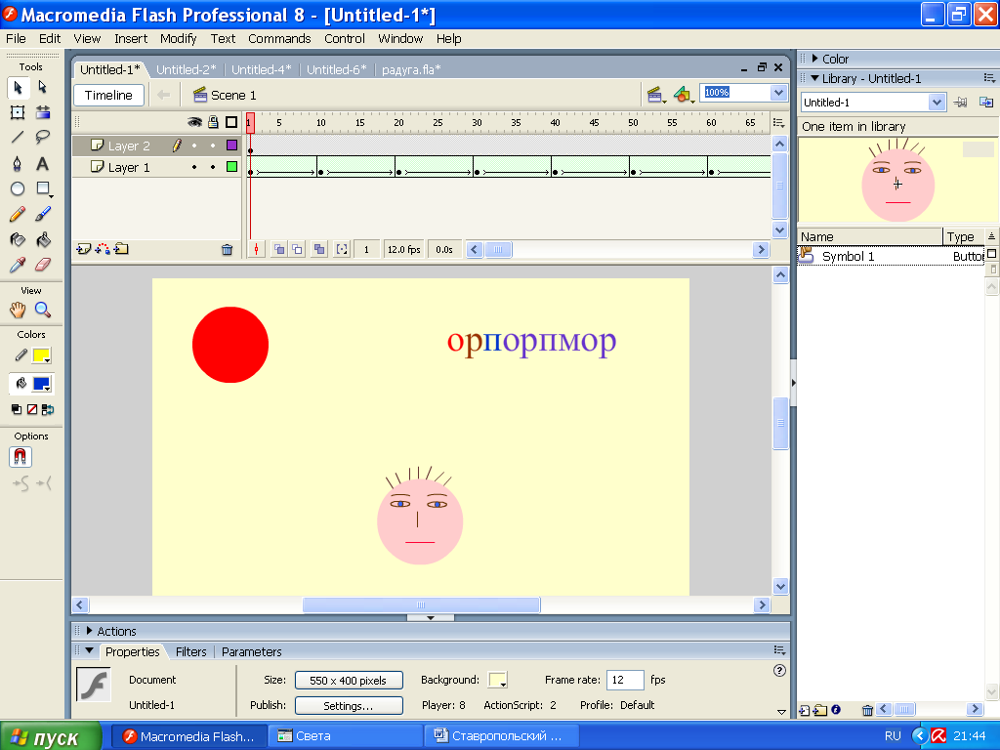 Macromedia Flash Professional 8 - [Untitled-1*]
File Edit View Insert Modify Text Commands Control Window Help
Tools
View
Colors
Options
Untitled-1* Untitled-2* Untitled-4* Untitled-6* радуга.fla*
Timeline Scene 1 100%
1 5 10 15 20 25 30 35 40 45 50 55 60 65
Layer 2
Layer 1
1 12.0 fps 0.0s
орпорпмор
Actions
Properties Filters Parameters
Document Size: 550 x 400 pixels Background: Frame rate: 12 fps
Untitled-1 Publish: Settings... Player: 8 ActionScript: 2 Profile: Default
Color
Library - Untitled-1
Untitled-1
One item in library
Name Type
Symbol 1 Butto
пуск Macromedia Flash... Света Ставропольский ... RU 21:44